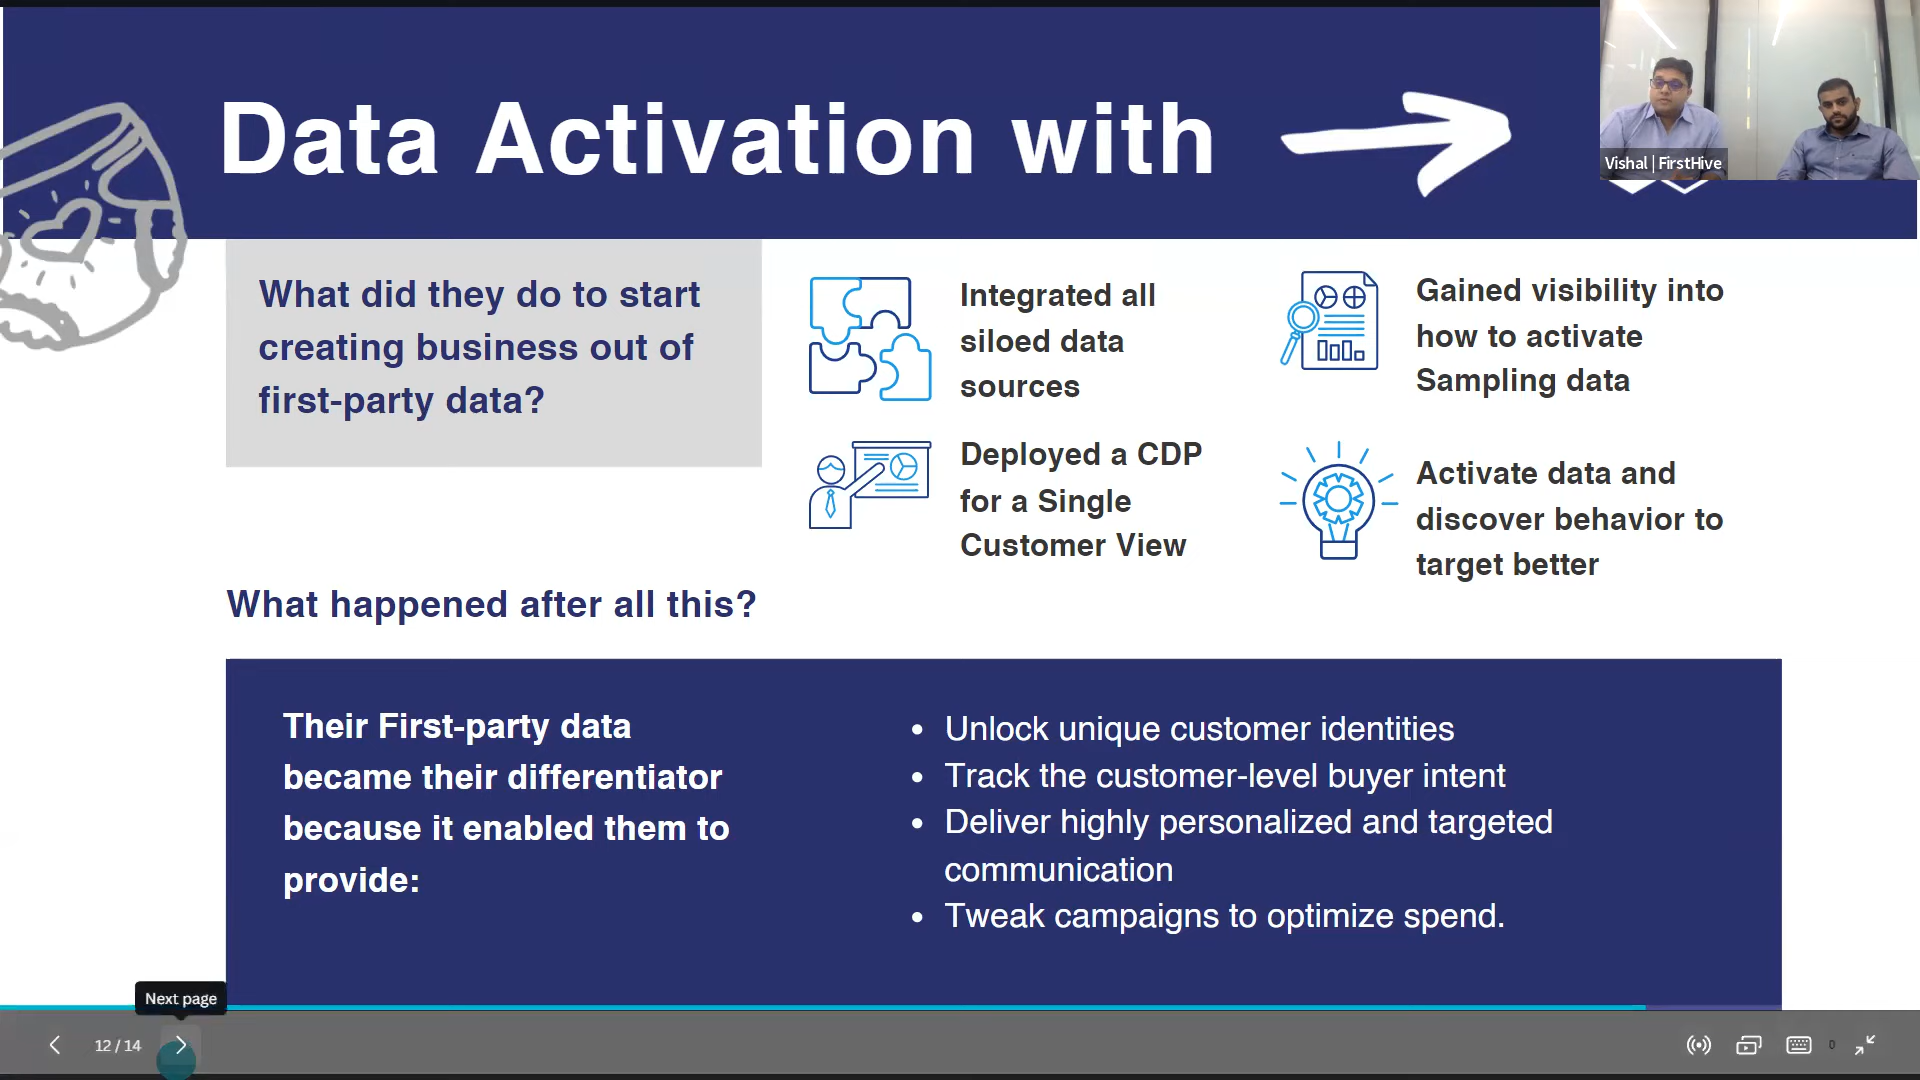 Data Activation with
Vishal | FirstHive
What did they do to start
creating business out of
first-party data?
Integrated all
siloed data
sources
Gained visibility into
how to activate
Sampling data
Deployed a CDP
for a Single
Customer View
Activate data and
discover behavior to
target better
What happened after all this?
Their First-party data
became their differentiator
because it enabled them to
provide:
• Unlock unique customer identities
• Track the customer-level buyer intent
• Deliver highly personalized and targeted
communication
• Tweak campaigns to optimize spend.
Next page
12 / 14
0